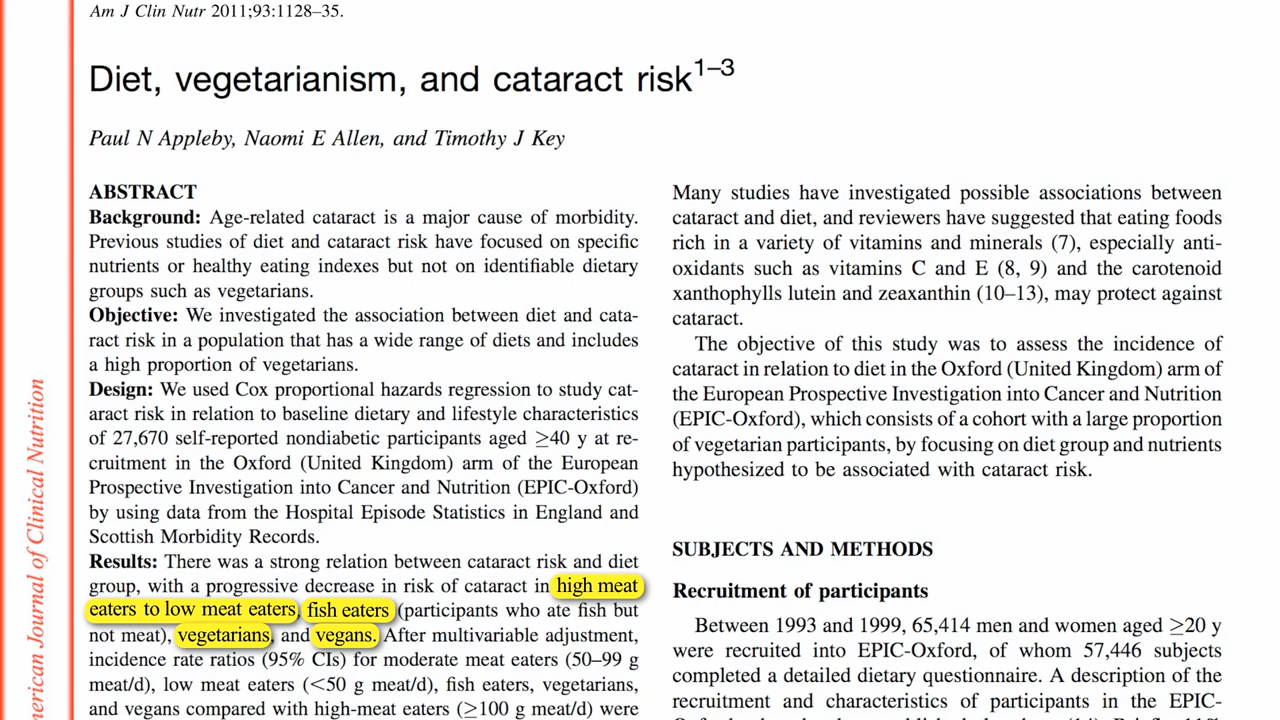 Am J Clin Nutr 2011;93:1128–35.
Diet, vegetarianism, and cataract risk1–3
Paul N Appleby, Naomi E Allen, and Timothy J Key
ABSTRACT
Background: Age-related cataract is a major cause of morbidity.
Previous studies of diet and cataract risk have focused on specific
nutrients or healthy eating indexes but not on identifiable dietary
groups such as vegetarians.
Objective: We investigated the association between diet and cata-
ract risk in a population that has a wide range of diets and includes
a high proportion of vegetarians.
Design: We used Cox proportional hazards regression to study cat-
aract risk in relation to baseline dietary and lifestyle characteristics
of 27,670 self-reported nondiabetic participants aged ≥40 y at re-
cruitment in the Oxford (United Kingdom) arm of the European
Prospective Investigation into Cancer and Nutrition (EPIC-Oxford)
by using data from the Hospital Episode Statistics in England and
Scottish Morbidity Records.
Results: There was a strong relation between cataract risk and diet
group, with a progressive decrease in risk of cataract in high meat
eaters to low meat eaters, fish eaters (participants who ate fish but
not meat), vegetarians, and vegans. After multivariable adjustment,
incidence rate ratios (95% CIs) for moderate meat eaters (50–99 g
meat/d), low meat eaters (<50 g meat/d), fish eaters, vegetarians,
and vegans compared with high-meat eaters (≥100 g meat/d) were
Many studies have investigated possible associations between
cataract and diet, and reviewers have suggested that eating foods
rich in a variety of vitamins and minerals (7), especially anti-
oxidants such as vitamins C and E (8, 9) and the carotenoid
xanthophylls lutein and zeaxanthin (10–13), may protect against
cataract.
The objective of this study was to assess the incidence of
cataract in relation to diet in the Oxford (United Kingdom) arm of
the European Prospective Investigation into Cancer and Nutrition
(EPIC-Oxford), which consists of a cohort with a large proportion
of vegetarian participants, by focusing on diet group and nutrients
hypothesized to be associated with cataract risk.
SUBJECTS AND METHODS
Recruitment of participants
Between 1993 and 1999, 65,414 men and women aged ≥20 y
were recruited into EPIC-Oxford, of whom 57,446 subjects
completed a detailed dietary questionnaire. A description of the
recruitment and characteristics of participants in the EPIC-
merican Journal of Clinical Nutrition